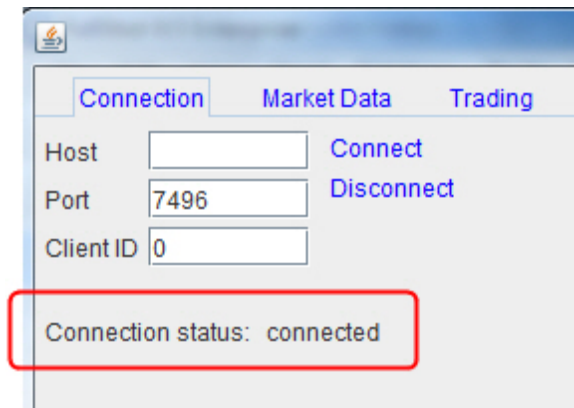 Connection Market Data Trading
Host Connect
Port 7496 Disconnect
Client ID 0
Connection status: connected